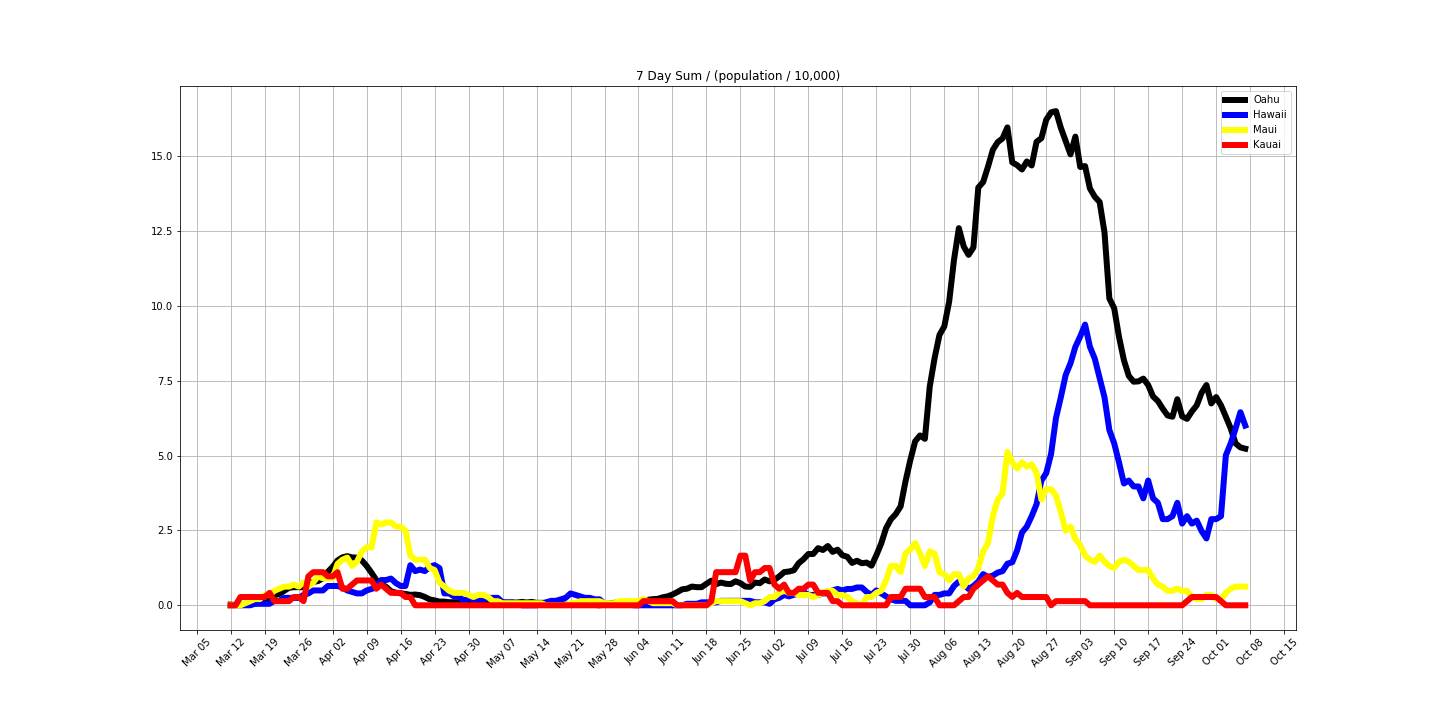 7 Day Sum / (population / 10,000)
Oahu
Hawaii
Maui
Kauai
15.0
12.5
10.0
7.5
5.0
2.5
0.0
Mar 05 Mar 12 Mar 19 Mar 26 Apr 02 Apr 09 Apr 16 Apr 23 Apr 30 May 07 May 14 May 21 May 28 Jun 04 Jun 11 Jun 18 Jun 25 Jul 02 Jul 09 Jul 16 Jul 23 Jul 30 Aug 06 Aug 13 Aug 20 Aug 27 Sep 03 Sep 10 Sep 17 Sep 24 Oct 01 Oct 08 Oct 15